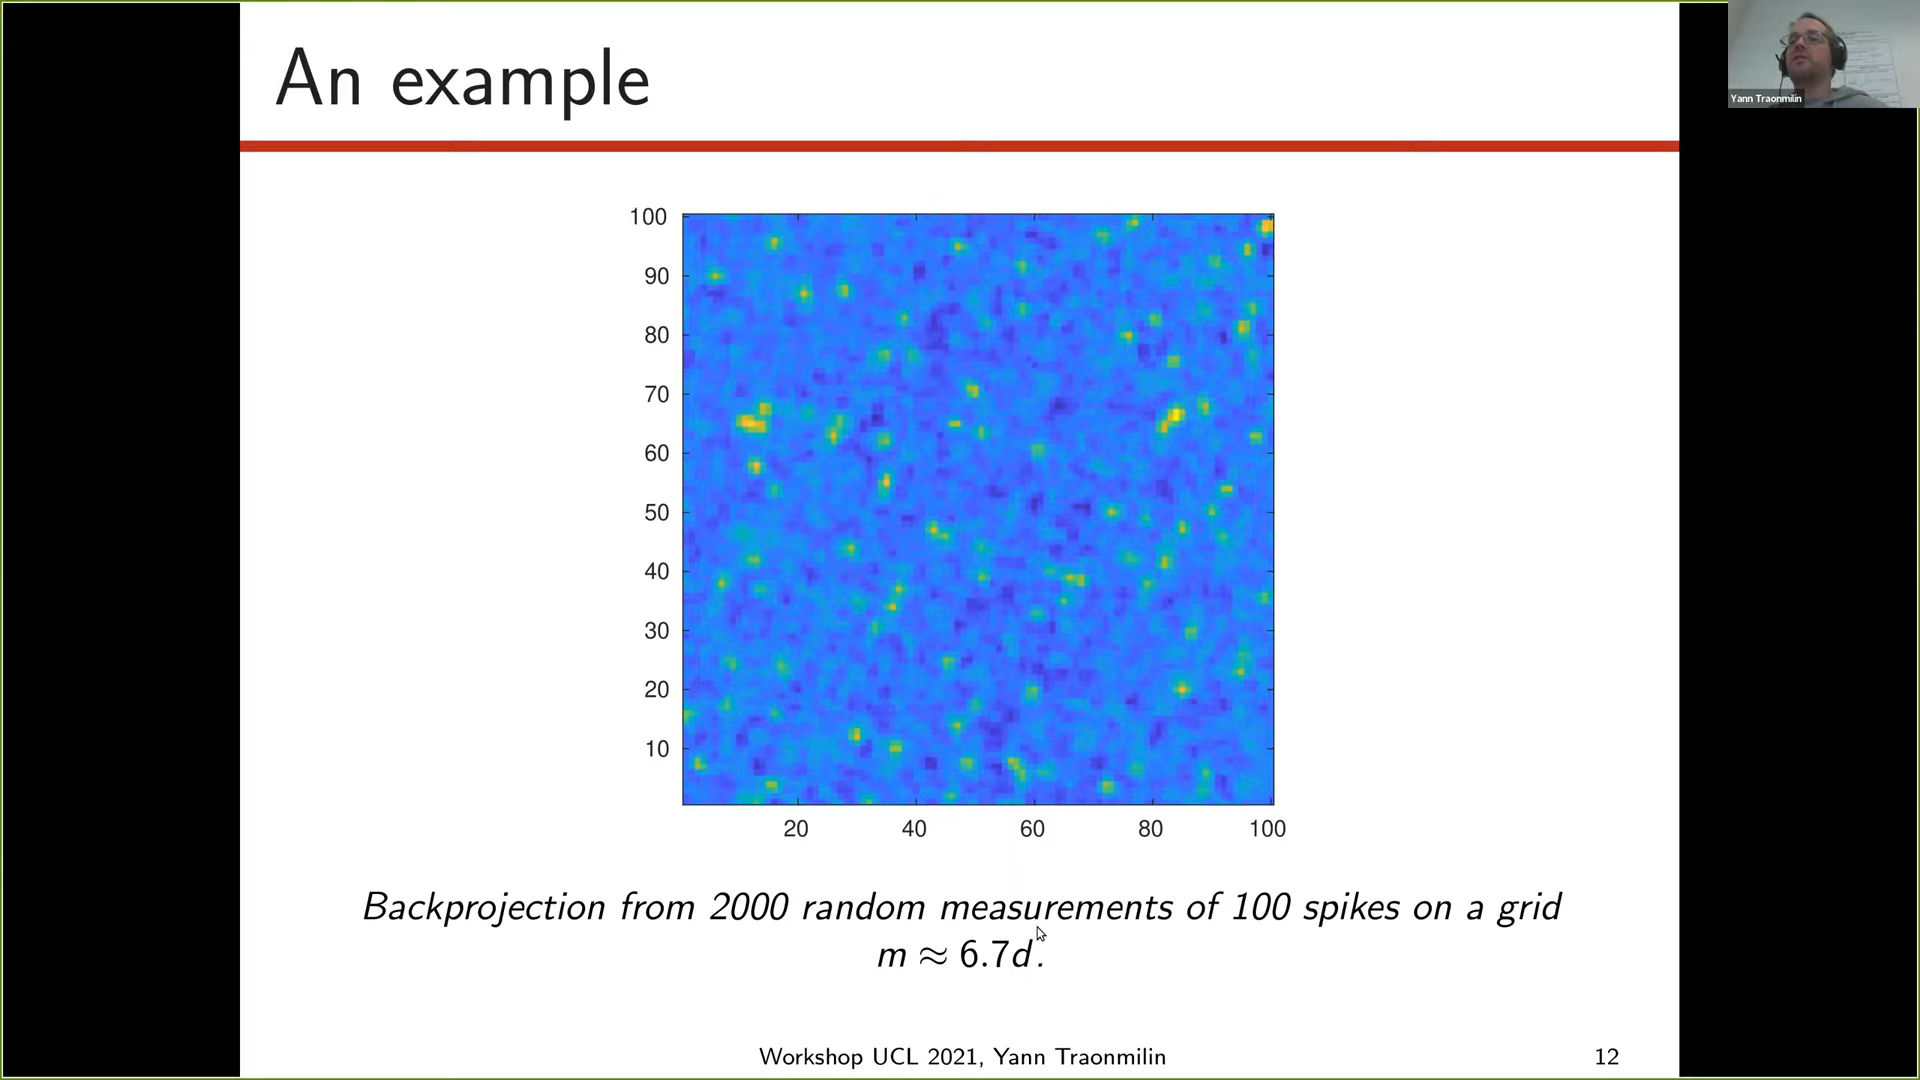 An example
Yann Traonmilin
100
90
80
70
60
50
40
30
20
10
20 40 60 80 100
Backprojection from 2000 random measurements of 100 spikes on a grid
m ≈ 6.7d.
Workshop UCL 2021, Yann Traonmilin
12